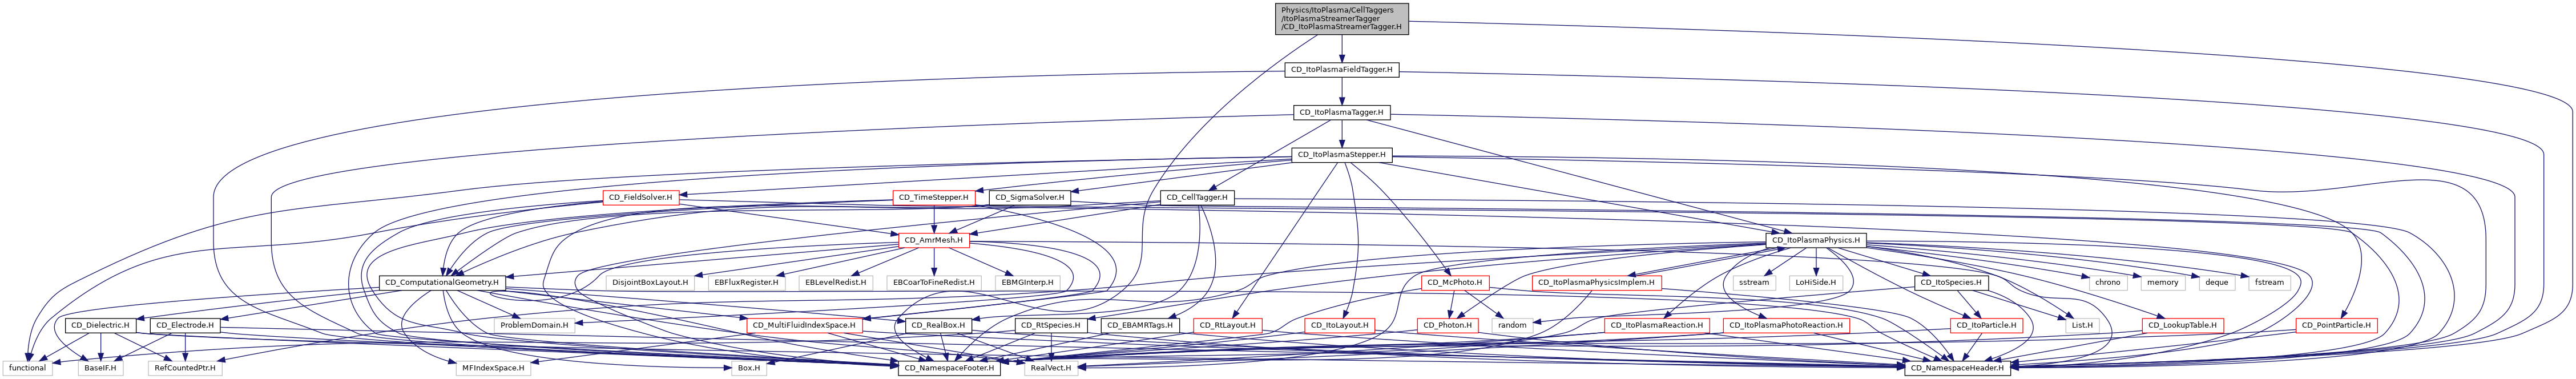 Physics/ItoPlasma/CellTaggers
/ItoPlasmaStreamerTagger
/CD_ItoPlasmaStreamerTagger.H
CD_ItoPlasmaFieldTagger.H
CD_ItoPlasmaTagger.H
CD_ItoPlasmaStepper.H
CD_FieldSolver.H
CD_TimeStepper.H
CD_SigmaSolver.H
CD_CellTagger.H
CD_AmrMesh.H
CD_ItoPlasmaPhysics.H
CD_ComputationalGeometry.H
DisjointBoxLayout.H
EBFluxRegister.H
EBLevelRedist.H
EBCoarToFineRedist.H
EBMGInterp.H
CD_McPhoto.H
CD_ItoPlasmaPhysicsImplem.H
sstream
LoHiSide.H
CD_ItoSpecies.H
chrono
memory
deque
fstream
CD_Dielectric.H
CD_Electrode.H
ProblemDomain.H
CD_MultiFluidIndexSpace.H
CD_RealBox.H
CD_RtSpecies.H
CD_EBAMRTags.H
CD_RtLayout.H
CD_ItoLayout.H
CD_Photon.H
random
CD_ItoPlasmaReaction.H
CD_ItoPlasmaPhotoReaction.H
CD_ItoParticle.H
List.H
CD_LookupTable.H
CD_PointParticle.H
functional
BaseIF.H
RefCountedPtr.H
MFIndexSpace.H
Box.H
CD_NamespaceFooter.H
RealVect.H
CD_NamespaceHeader.H